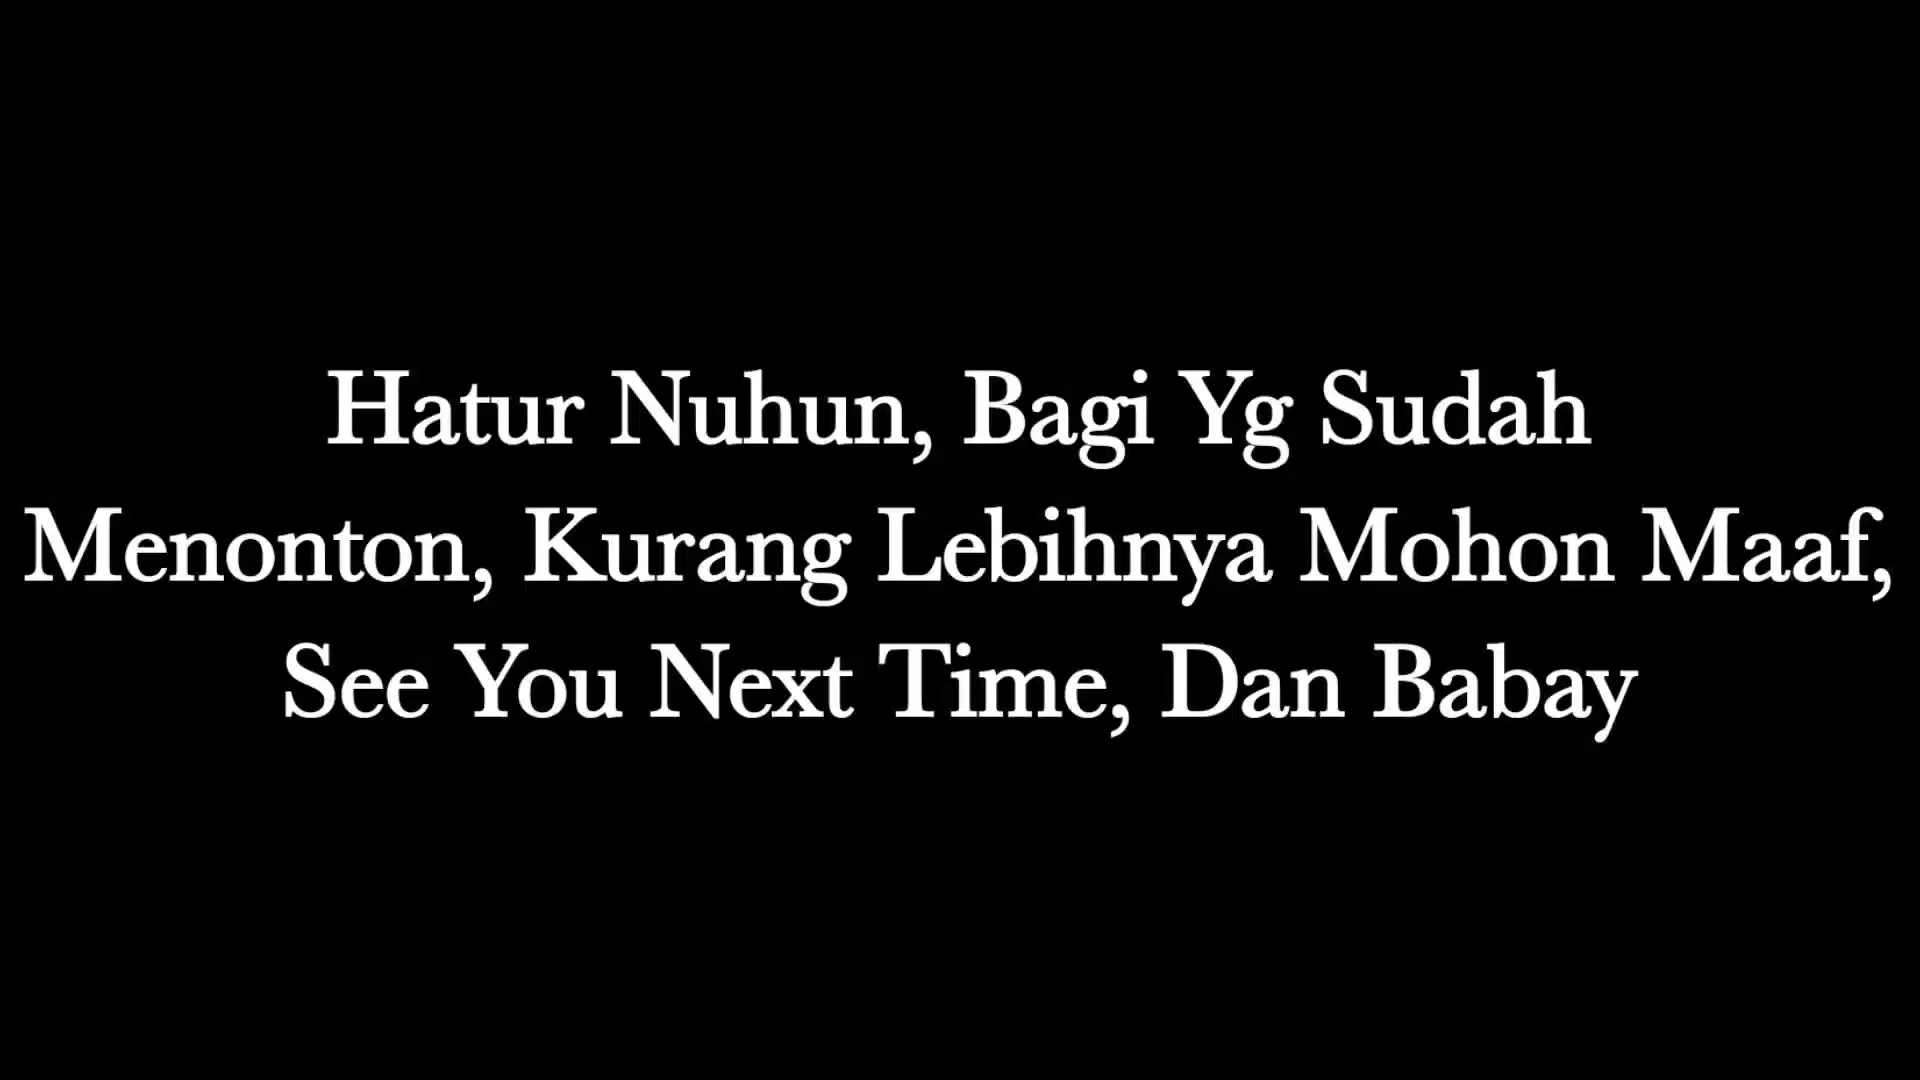 Hatur Nuhun, Bagi Yg Sudah
Menonton, Kurang Lebihnya Mohon Maaf,
See You Next Time, Dan Babay